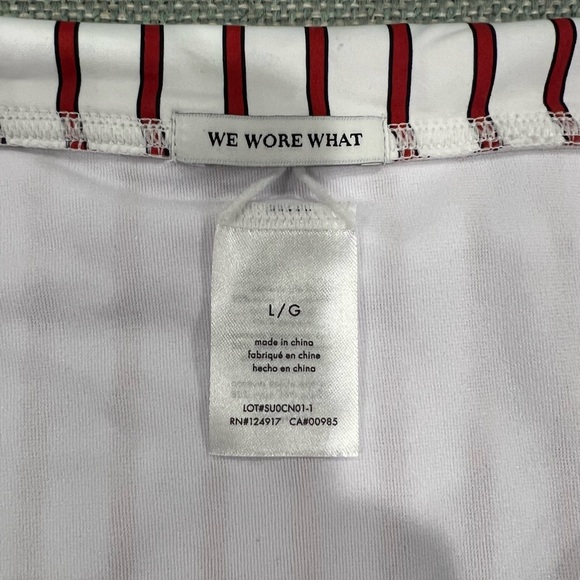 WE WORE WHAT
L/G
made in china
fabriqué en chine
hecho en china
LOT#SU0CN01-1
RN#124917 CA#00985